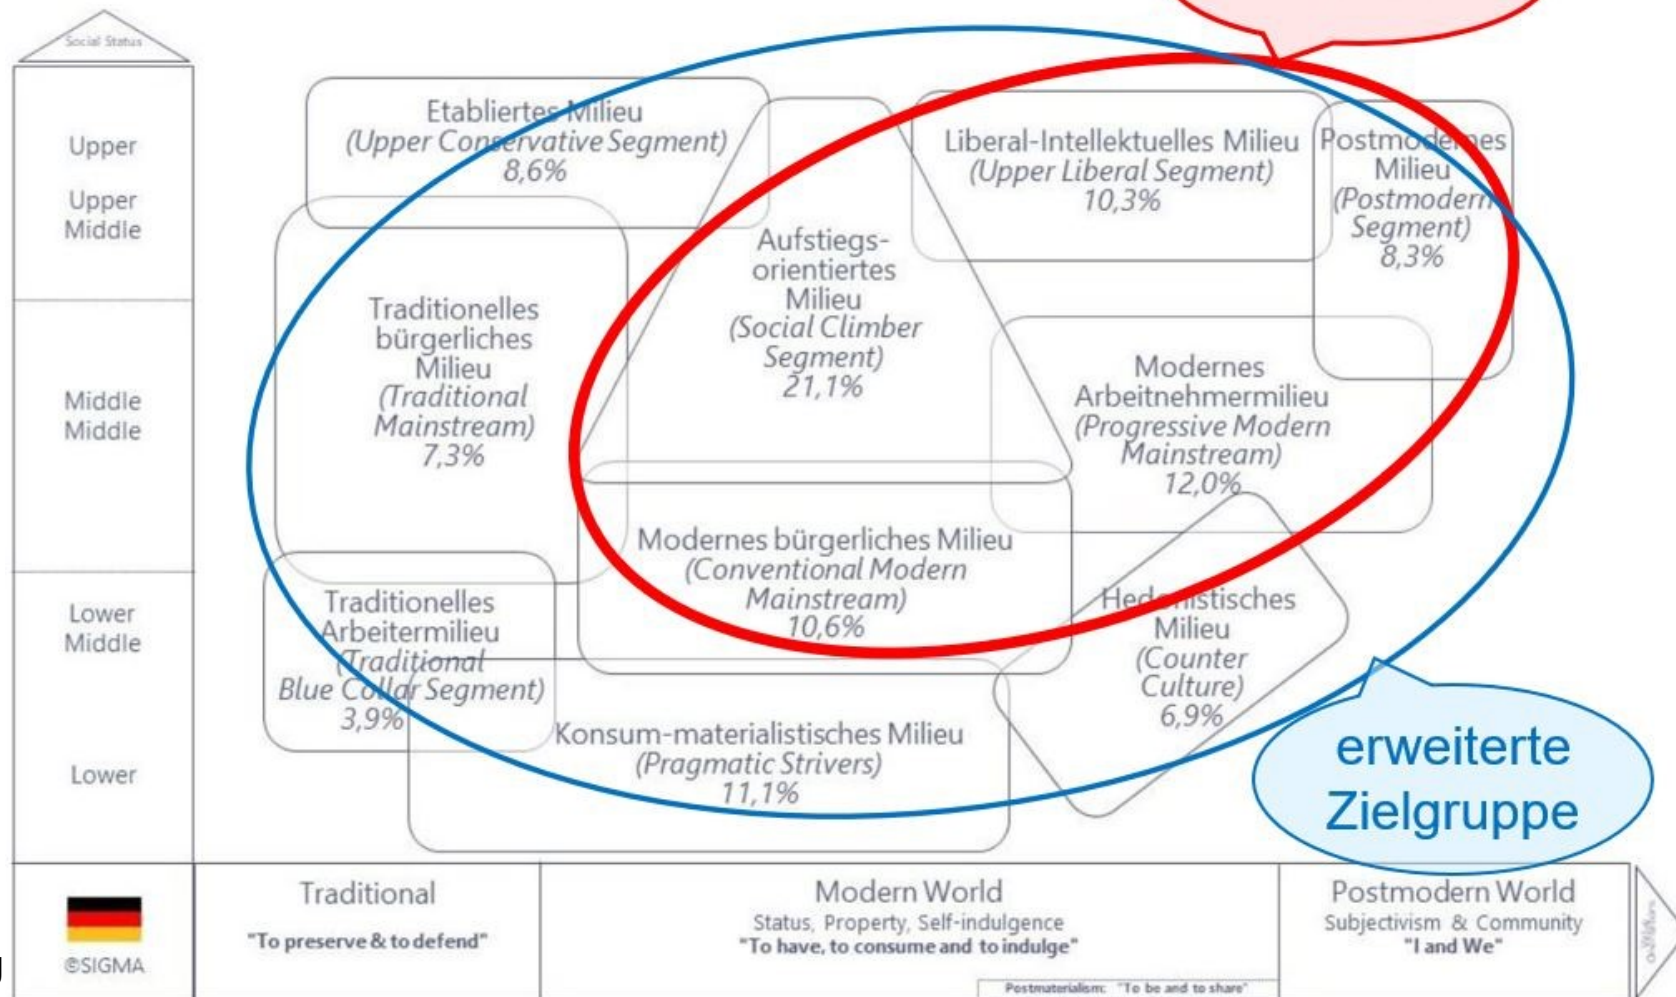 Social Status
Upper
Upper
Middle
Middle
Middle
Lower
Middle
Lower
Etabliertes Milieu
(Upper Conservative Segment)
8,6%
Liberal-Intellektuelles Milieu
(Upper Liberal Segment)
10,3%
Postmodernes
Milieu
(Postmodern
Segment)
8,3%
Aufstiegs-
orientiertes
Milieu
(Social Climber
Segment)
21,1%
Traditionelles
bürgerliches
Milieu
(Traditional
Mainstream)
7,3%
Modernes
Arbeitnehmermilieu
(Progressive Modern
Mainstream)
12,0%
Modernes bürgerliches Milieu
(Conventional Modern
Mainstream)
10,6%
Traditionelles
Arbeitermilieu
(Traditional
Blue Collar Segment)
3,9%
Hedonistisches
Milieu
(Counter
Culture)
6,9%
Konsum-materialistisches Milieu
(Pragmatic Strivers)
11,1%
erweiterte
Zielgruppe
©SIGMA
Traditional
"To preserve & to defend"
Modern World
Status, Property, Self-indulgence
"To have, to consume and to indulge"
Postmaterialism: "To be and to share"
Postmodern World
Subjectivism & Community
"I and We"